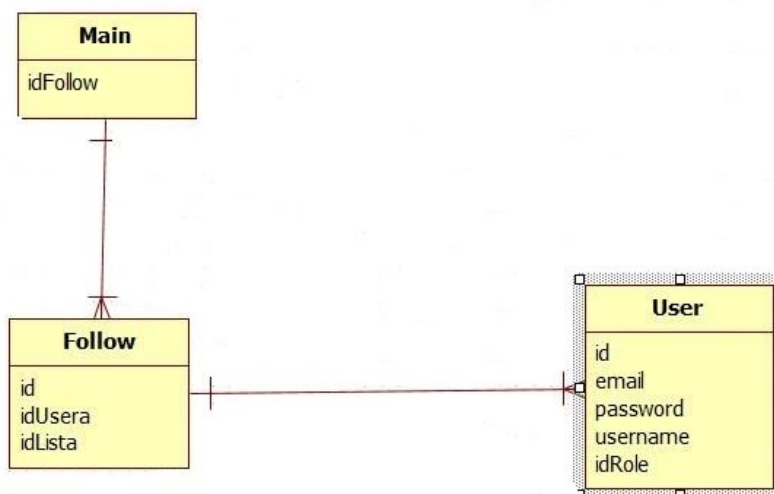 Main
idFollow
Follow
id
idUsera
idLista
User
id
email
password
username
idRole